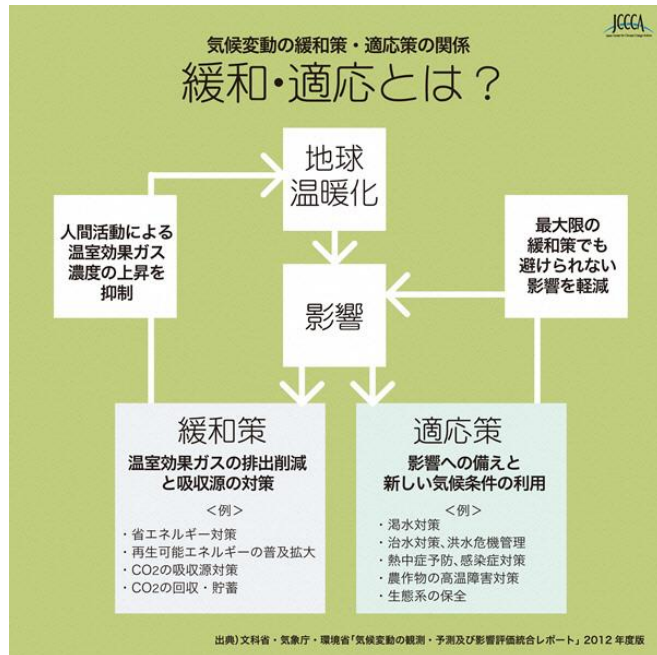 JCCCA
気候変動の緩和策・適応策の関係
緩和・適応とは？
地球
温暖化
人間活動による
温室効果ガス
濃度の上昇を
抑制
最大限の
緩和策でも
避けられない
影響を軽減
影響
緩和策
温室効果ガスの排出削減
と吸収源の対策
＜例＞
・省エネルギー対策
・再生可能エネルギーの普及拡大
・CO2の吸収源対策
・CO2の回収・貯蓄
適応策
影響への備えと
新しい気候条件の利用
＜例＞
・渇水対策
・治水対策、洪水危機管理
・熱中症予防、感染症対策
・農作物の高温障害対策
・生態系の保全
出典）文科省・気象庁・環境省「気候変動の観測・予測及び影響評価統合レポート」2012年度版